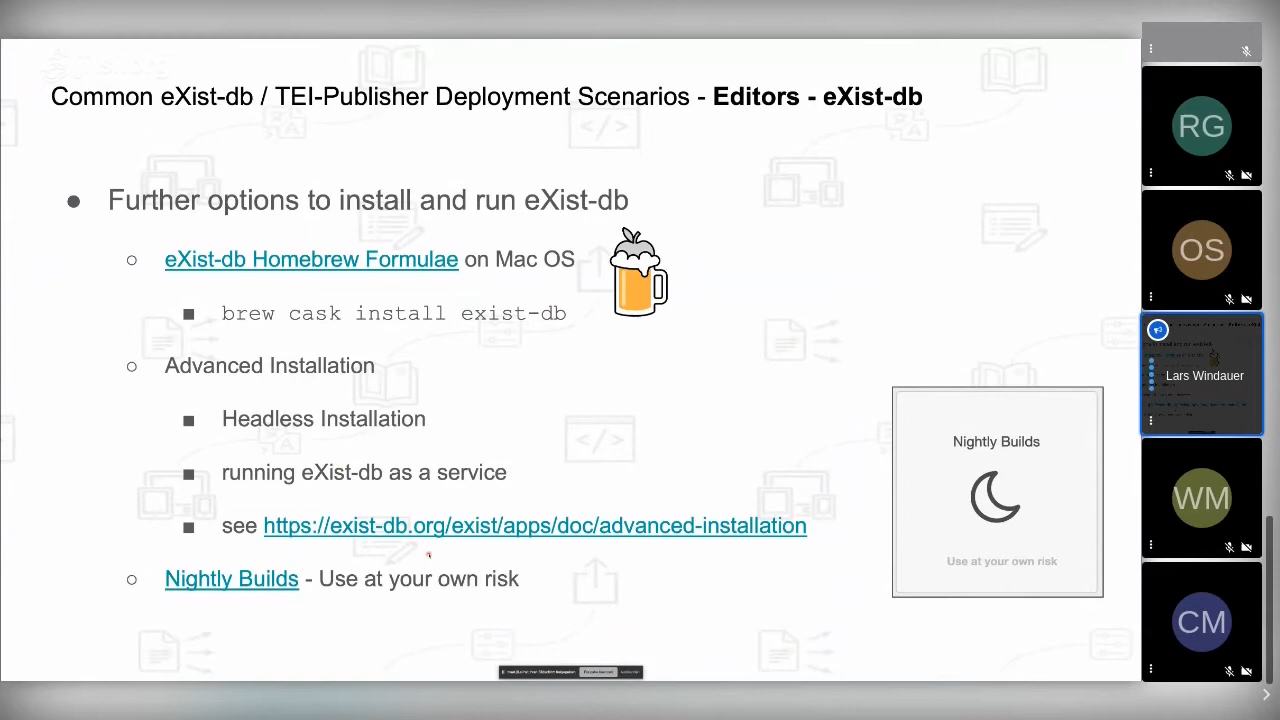 Common eXist-db / TEI-Publisher Deployment Scenarios - Editors - eXist-db
Further options to install and run eXist-db
eXist-db Homebrew Formulae on Mac OS
brew cask install exist-db
Advanced Installation
Headless Installation
running eXist-db as a service
see https://exist-db.org/exist/apps/doc/advanced-installation
Nightly Builds - Use at your own risk
Nightly Builds
Use at your own risk
RG
OS
Lars Windauer
WM
CM